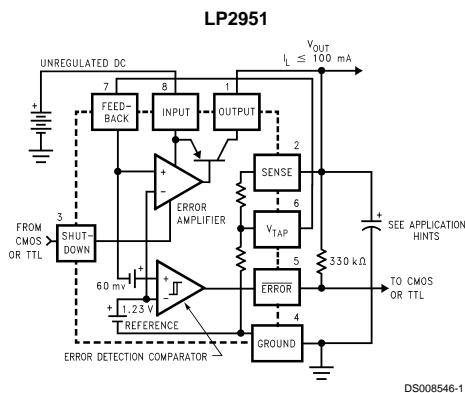 LP2951
V_OUT
I_L ≤ 100 mA
UNREGULATED DC
7
8
1
FEED-
BACK
INPUT
OUTPUT
+
2
SENSE
+
−
ERROR
AMPLIFIER
6
V_TAP
+
SEE APPLICATION
HINTS
FROM
CMOS
OR TTL
3
SHUT-
DOWN
5
ERROR
330 kΩ
TO CMOS
OR TTL
60 mv
+
+
−
+
1.23 V
REFERENCE
4
GROUND
ERROR DETECTION COMPARATOR
DS008546-1